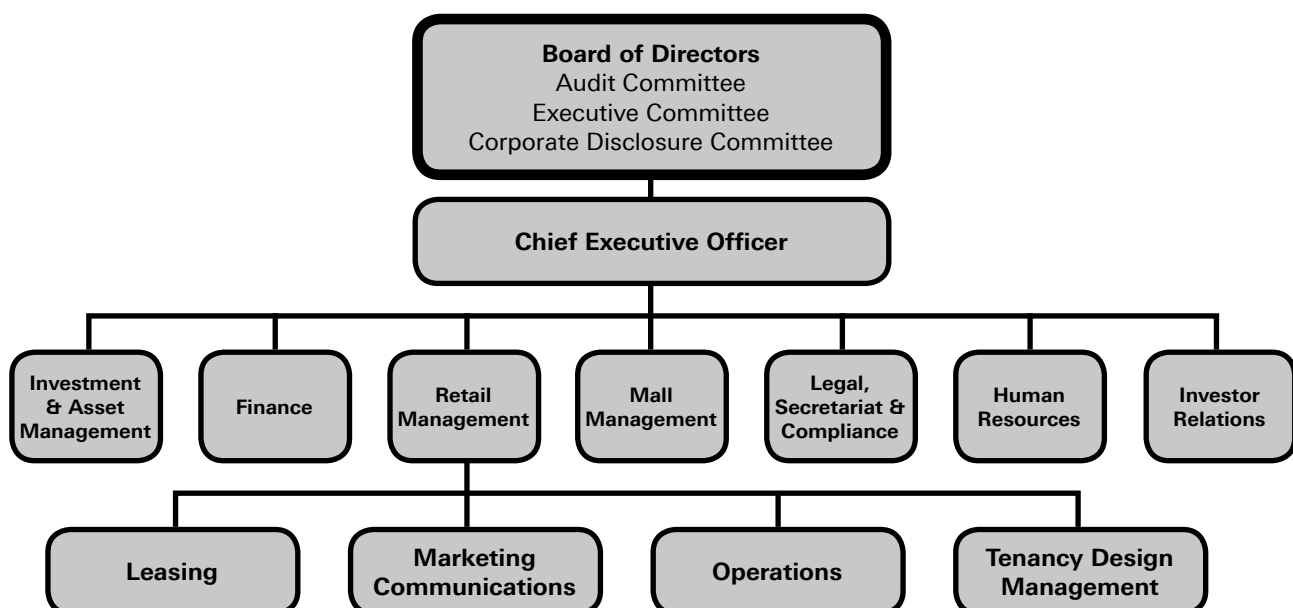 Board of Directors
Audit Committee
Executive Committee
Corporate Disclosure Committee
Chief Executive Officer
Investment
& Asset
Management
Finance
Retail
Management
Mall
Management
Legal,
Secretariat &
Compliance
Human
Resources
Investor
Relations
Leasing
Marketing
Communications
Operations
Tenancy Design
Management